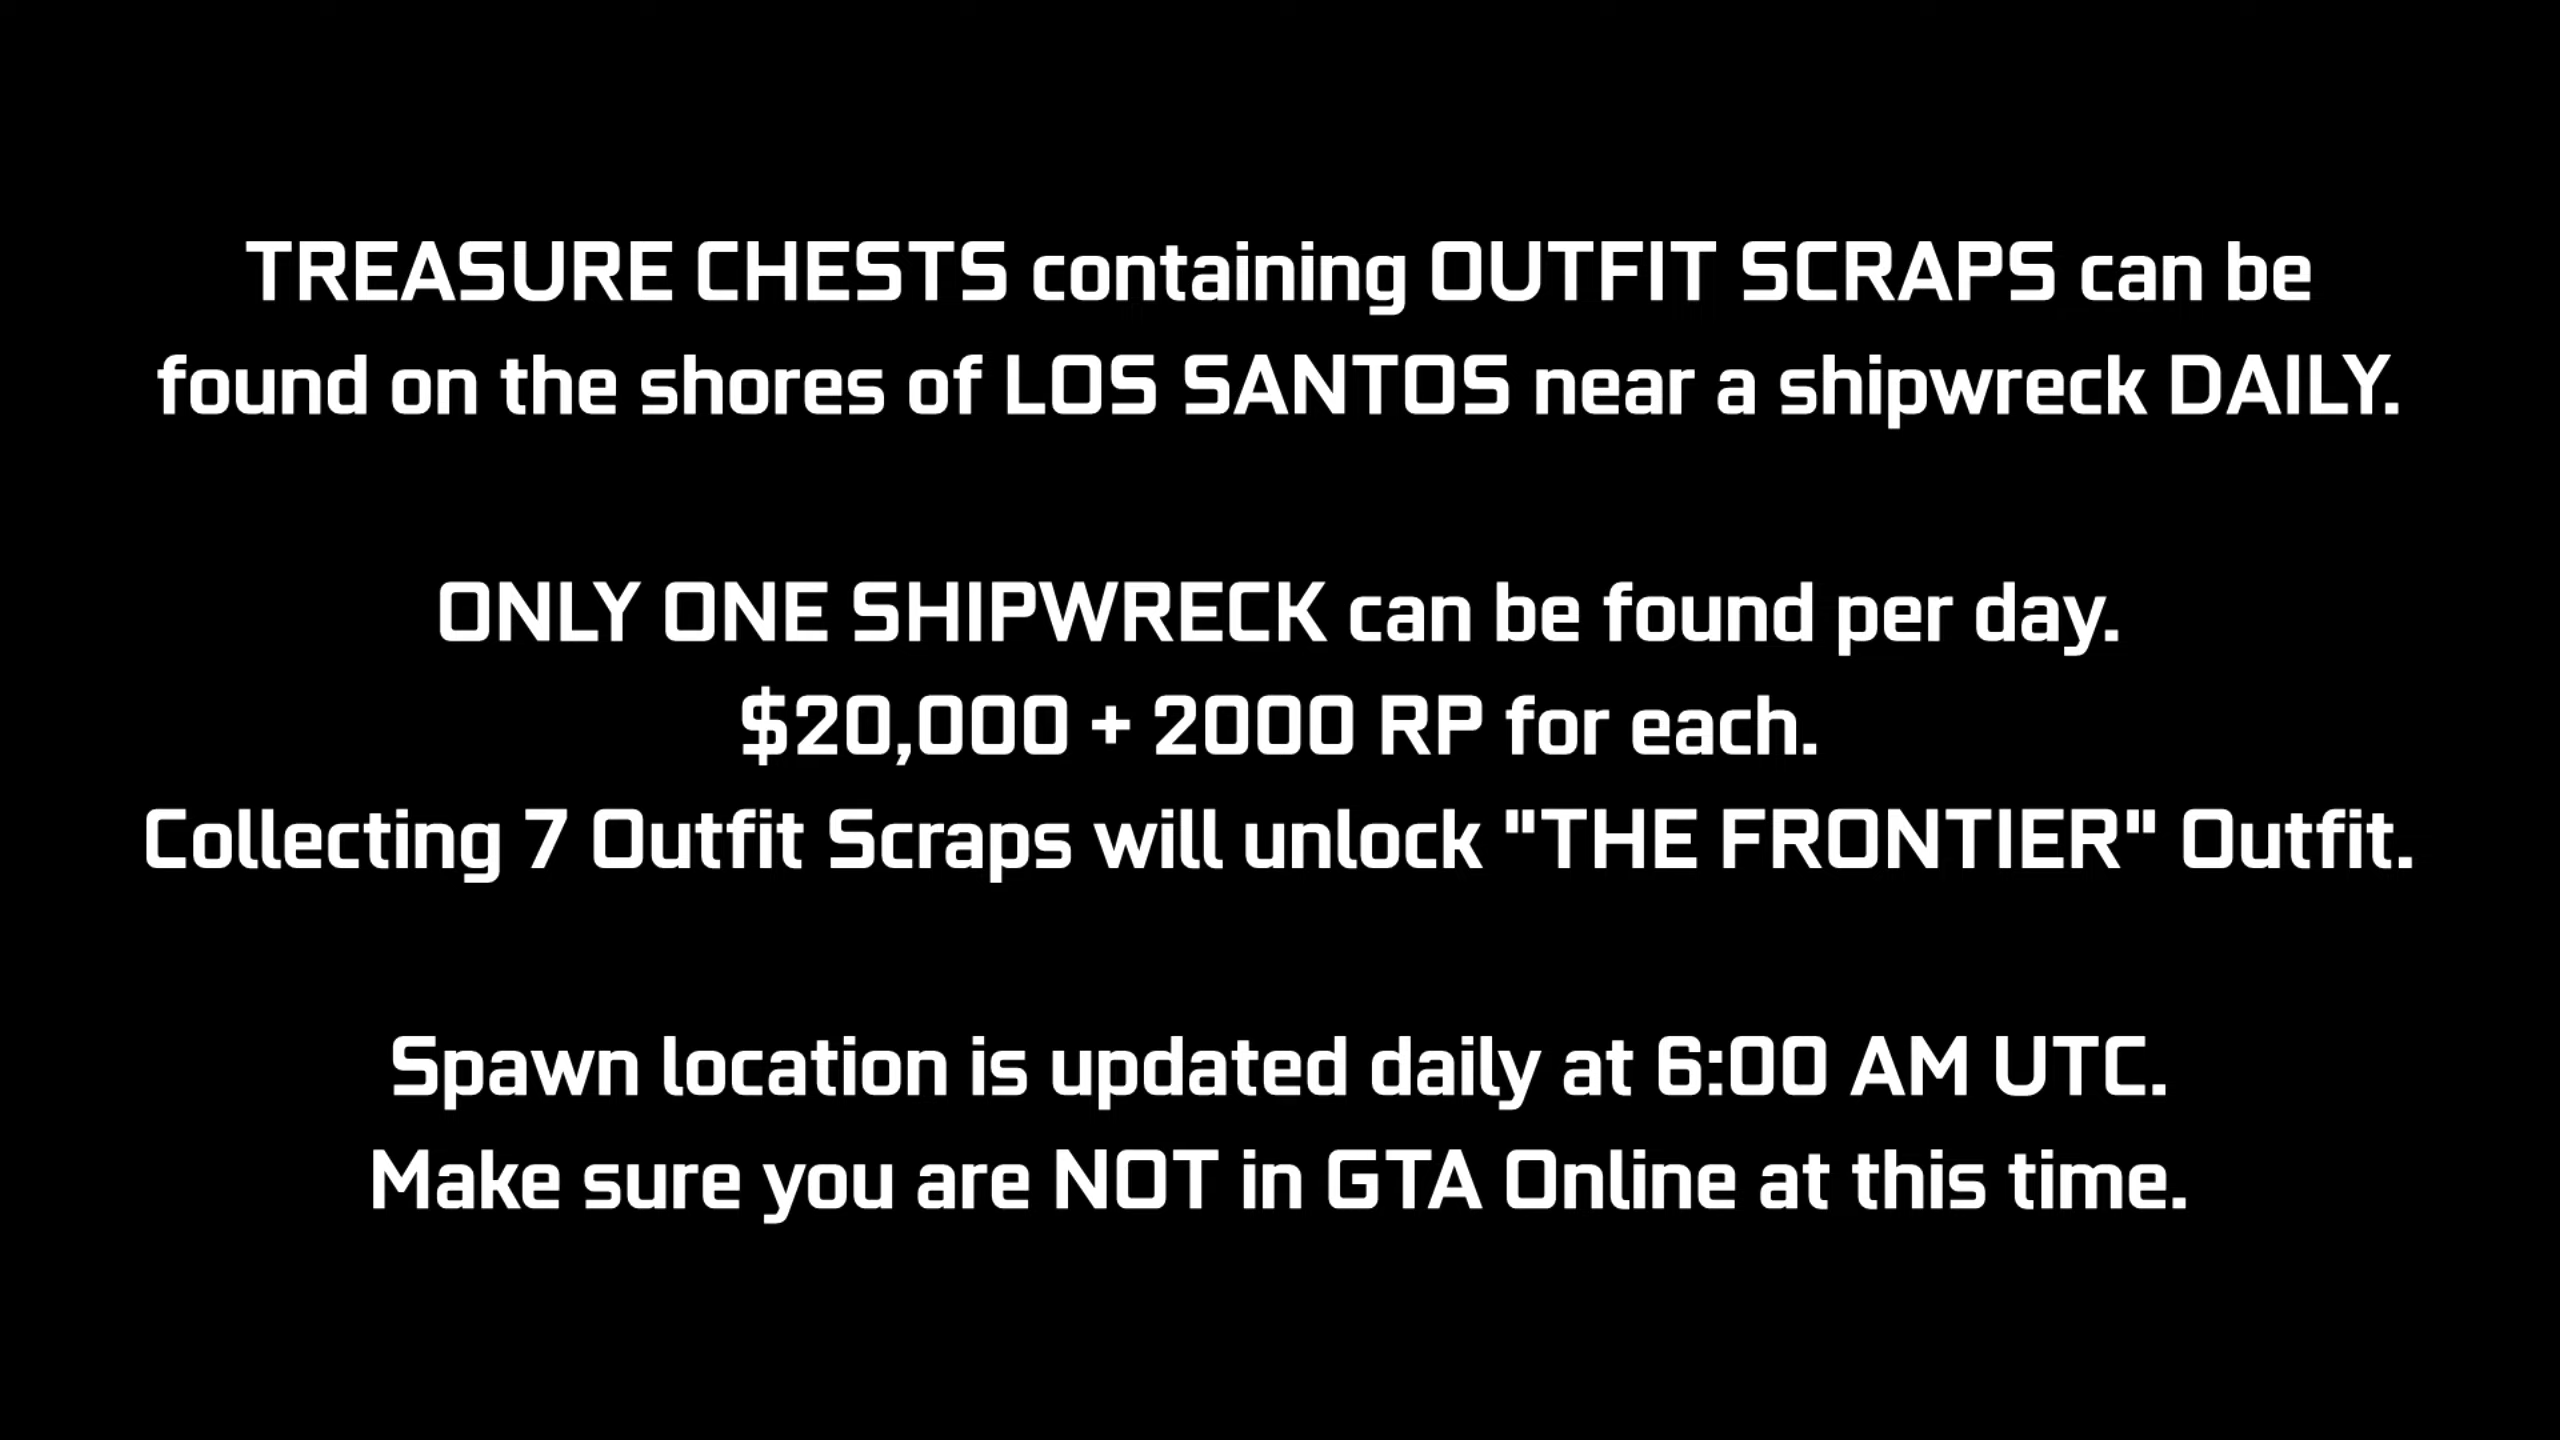 TREASURE CHESTS containing OUTFIT SCRAPS can be
found on the shores of LOS SANTOS near a shipwreck DAILY.
ONLY ONE SHIPWRECK can be found per day.
$20,000 + 2000 RP for each.
Collecting 7 Outfit Scraps will unlock "THE FRONTIER" Outfit.
Spawn location is updated daily at 6:00 AM UTC.
Make sure you are NOT in GTA Online at this time.